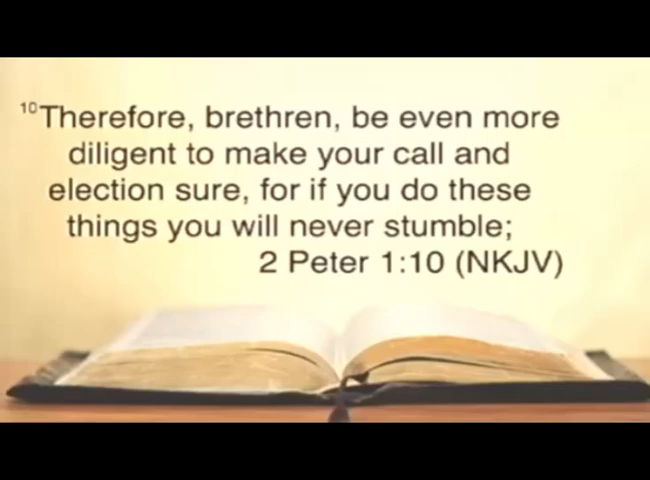 ¹⁰Therefore, brethren, be even more
diligent to make your call and
election sure, for if you do these
things you will never stumble;
2 Peter 1:10 (NKJV)